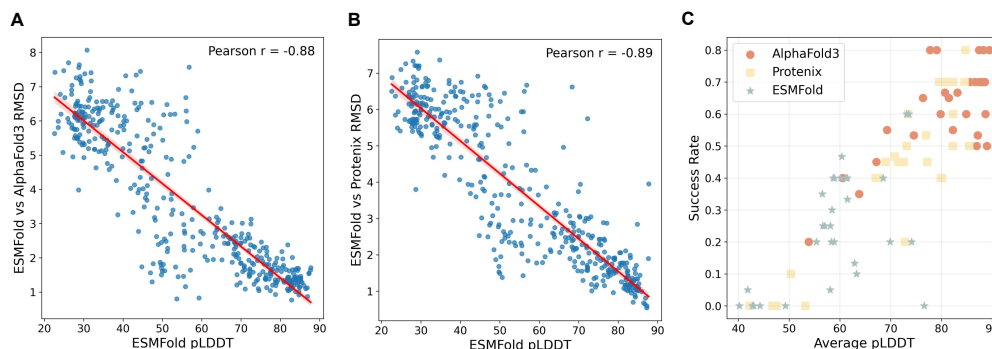 A
Pearson r = -0.88
ESMFold vs AlphaFold3 RMSD
8
7
6
5
4
3
2
1
20 30 40 50 60 70 80 90
ESMFold pLDDT
B
Pearson r = -0.89
ESMFold vs Protenix RMSD
7
6
5
4
3
2
1
20 30 40 50 60 70 80 90
ESMFold pLDDT
C
AlphaFold3
Protenix
ESMFold
Success Rate
0.8
0.7
0.6
0.5
0.4
0.3
0.2
0.1
0.0
40 50 60 70 80
Average pLDDT